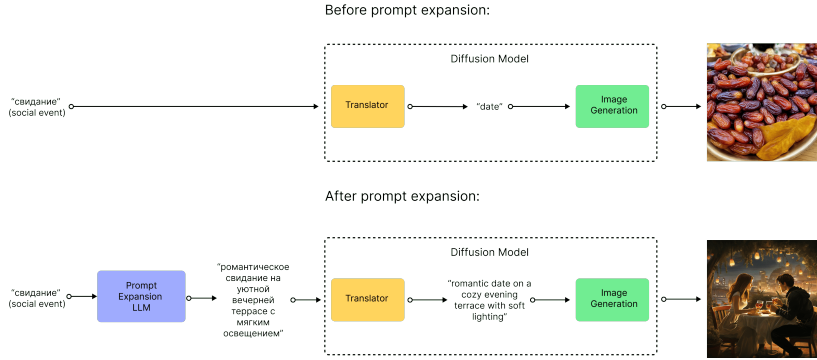 Before prompt expansion:
Diffusion Model
"свидание"
(social event)
Translator
"date"
Image
Generation
After prompt expansion:
Diffusion Model
"свидание"
(social event)
Prompt
Expansion
LLM
"романтическое
свидание на
уютной
вечерней
террасе с
мягким
освещением"
Translator
"romantic date on a
cozy evening
terrace with soft
lighting"
Image
Generation